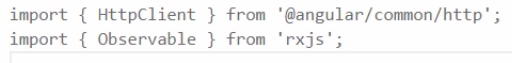 import { HttpClient } from '@angular/common/http';
import { Observable } from 'rxjs';